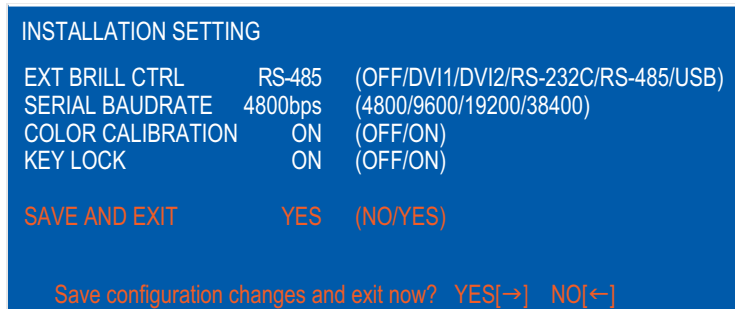 INSTALLATION SETTING
EXT BRILL CTRL RS-485 (OFF/DVI1/DVI2/RS-232C/RS-485/USB)
SERIAL BAUDRATE 4800bps (4800/9600/19200/38400)
COLOR CALIBRATION ON (OFF/ON)
KEY LOCK ON (OFF/ON)
SAVE AND EXIT YES (NO/YES)
Save configuration changes and exit now? YES[→] NO[←]